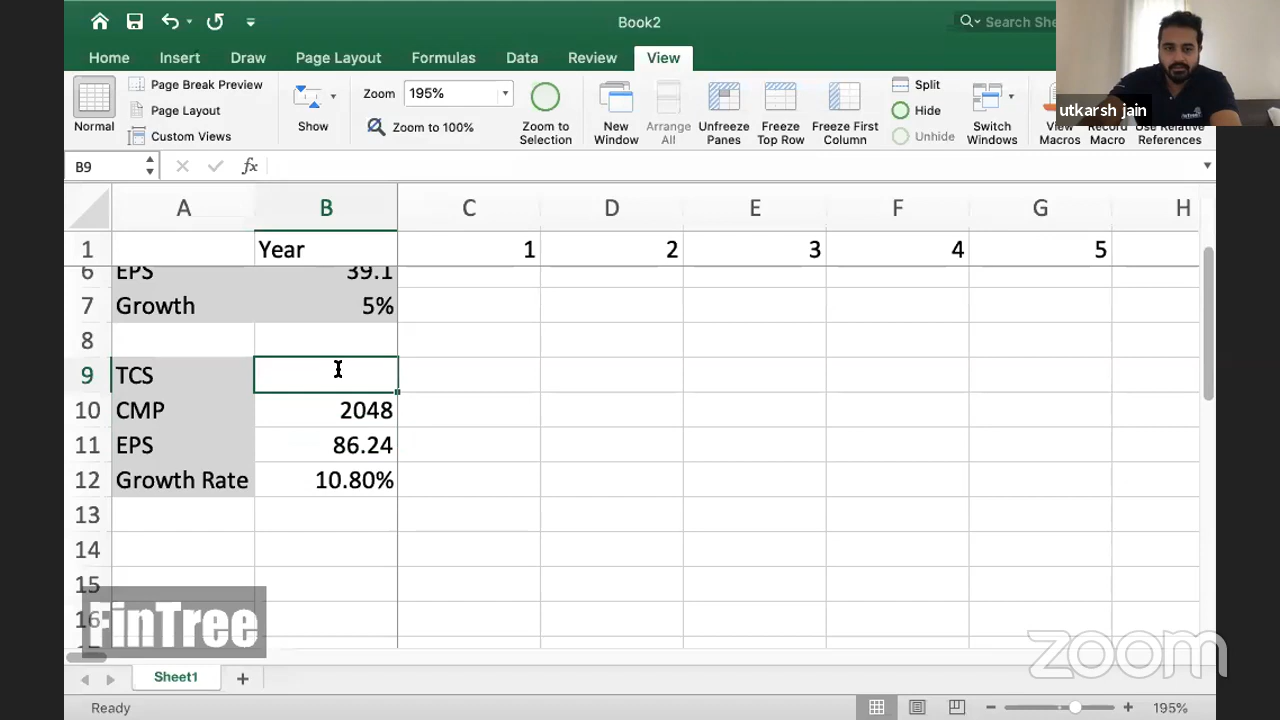 Book2
Search She
Home Insert Draw Page Layout Formulas Data Review View
Normal
Page Break Preview
Page Layout
Custom Views
Show
Zoom 195%
Zoom to 100%
Zoom to Selection
New Window
Arrange All
Unfreeze Panes
Freeze Top Row
Freeze First Column
Split
Hide
Unhide
Switch Windows
View Macros
Record Macro
Use Relative References
utkarsh jain
B9 fx
A B C D E F G H
1 Year 1 2 3 4 5
6 EPS 39.1
7 Growth 5%
8
9 TCS
10 CMP 2048
11 EPS 86.24
12 Growth Rate 10.80%
13
14
15
16
FinTree
zoom
Sheet1
Ready 195%